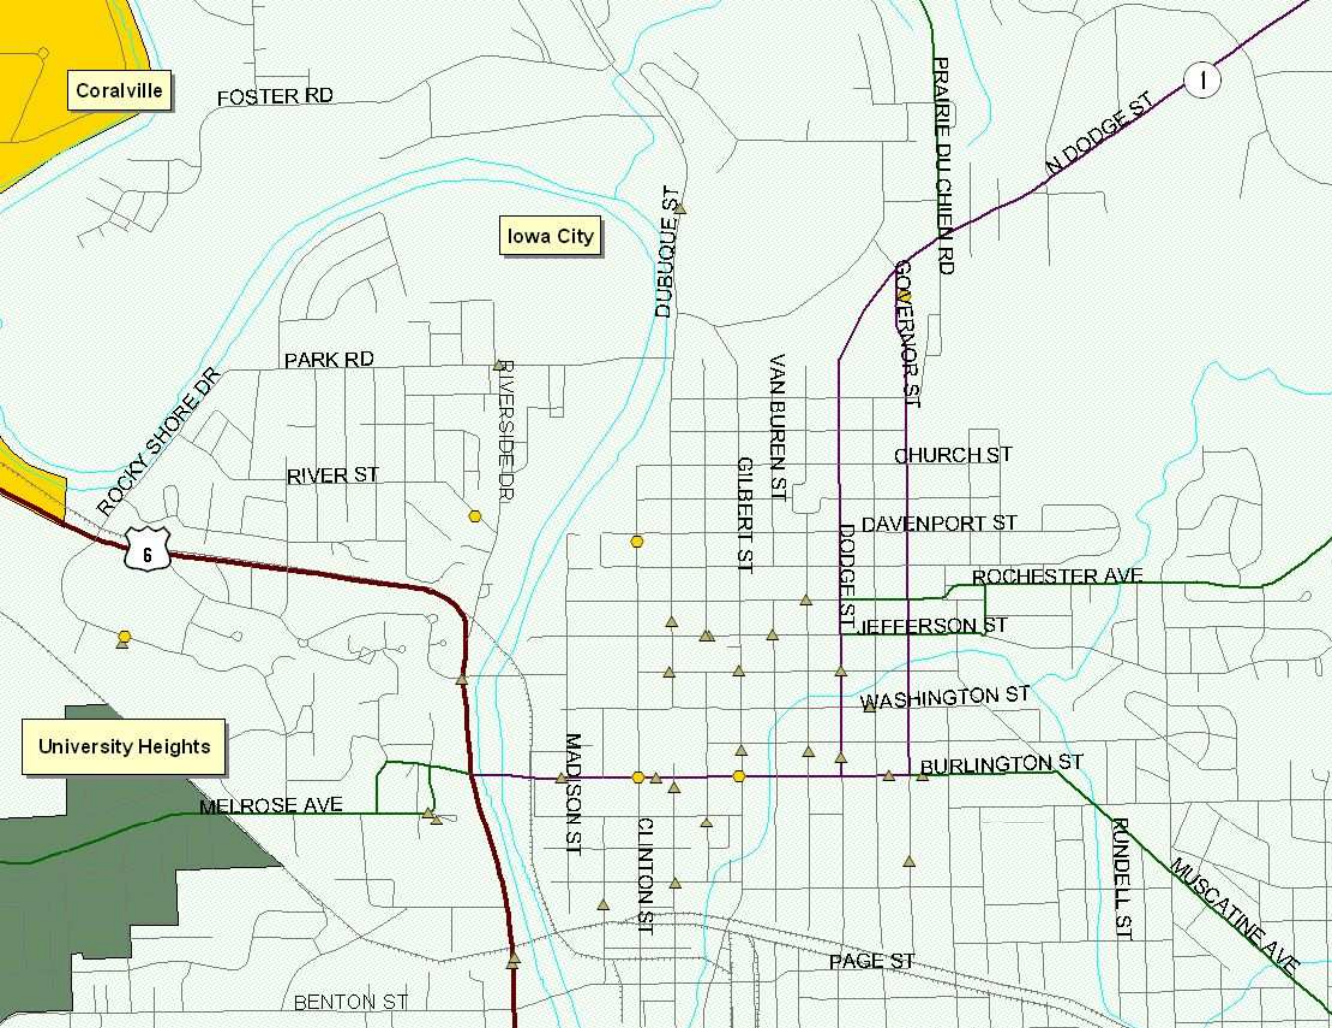 Coralville
FOSTER RD
1
N DODGE ST
PRAIRIE DU CHIEN RD
Iowa City
DUBUQUE ST
GOVERNOR ST
PARK RD
RIVERSIDE DR
VAN BUREN ST
ROCKY SHORE DR
RIVER ST
GILBERT ST
CHURCH ST
DAVENPORT ST
DODGE ST
6
ROCHESTER AVE
JEFFERSON ST
WASHINGTON ST
University Heights
MADISON ST
BURLINGTON ST
MELROSE AVE
CLINTON ST
RUNDELL ST
MUSCATINE AVE
PAGE ST
BENTON ST